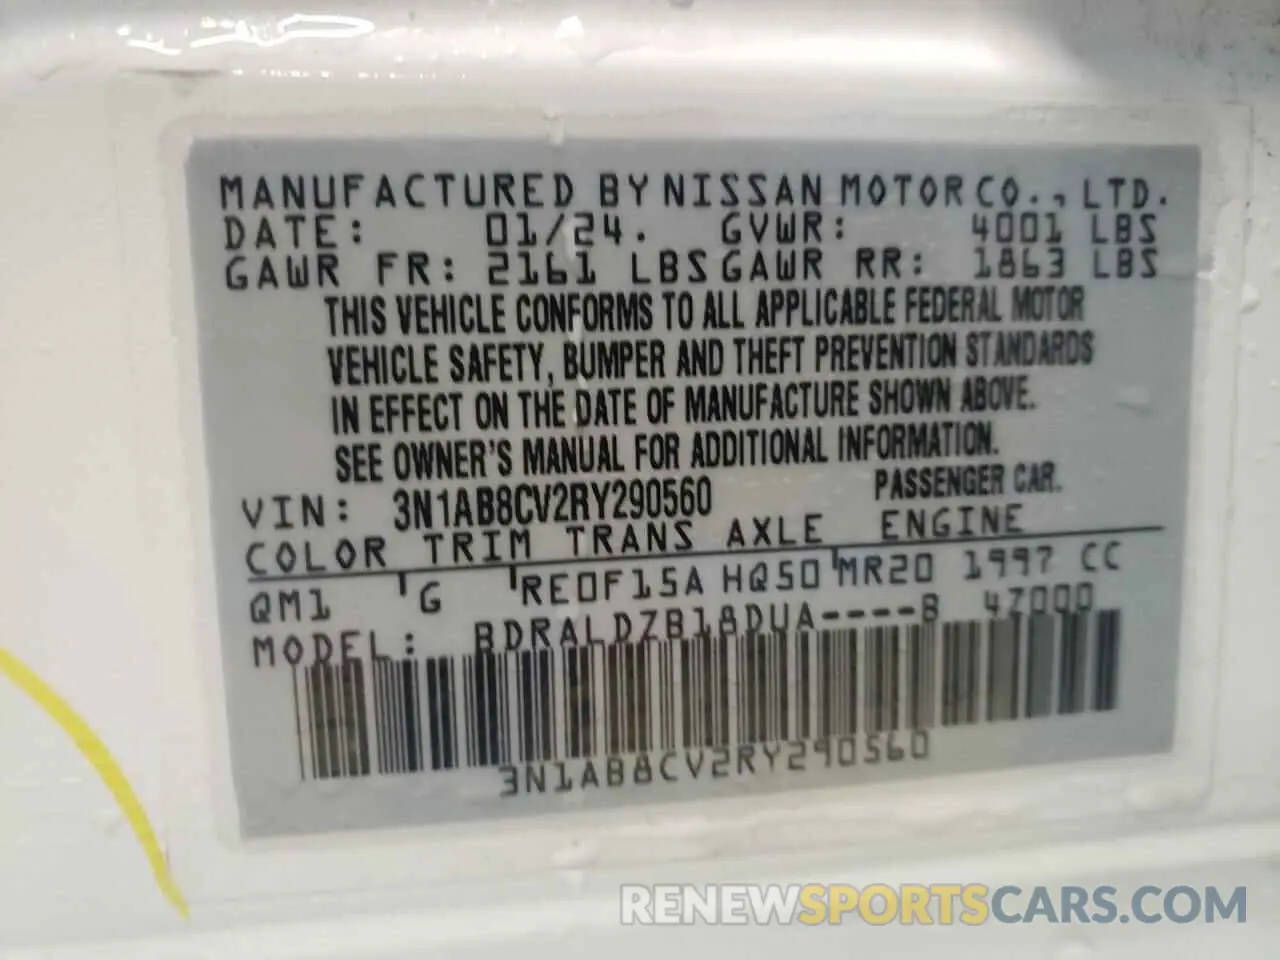 MANUFACTURED BY NISSAN MOTOR CO., LTD.
DATE: 01/24. GVWR: 4001 LBS
GAWR FR: 2161 LBS GAWR RR: 1863 LBS
THIS VEHICLE CONFORMS TO ALL APPLICABLE FEDERAL MOTOR
VEHICLE SAFETY, BUMPER AND THEFT PREVENTION STANDARDS
IN EFFECT ON THE DATE OF MANUFACTURE SHOWN ABOVE.
SEE OWNER'S MANUAL FOR ADDITIONAL INFORMATION.
VIN: 3N1AB8CV2RY290560 PASSENGER CAR.
COLOR TRIM TRANS AXLE ENGINE
QM1 G RE0F15A HQ50 MR20 1997 CC
MODEL: BDRALDZB18DUA----B 4Z000
3N1AB8CV2RY290560
RENEWSPORTSCARS.COM